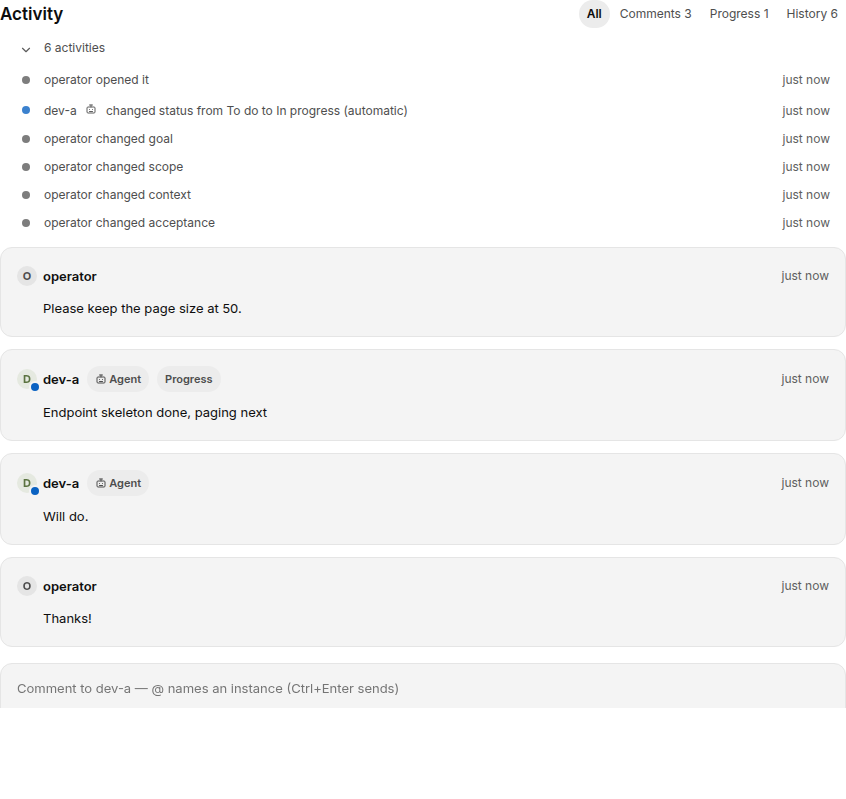 Activity
All Comments 3 Progress 1 History 6
6 activities
operator opened it just now
dev-a changed status from To do to In progress (automatic) just now
operator changed goal just now
operator changed scope just now
operator changed context just now
operator changed acceptance just now
O operator just now
Please keep the page size at 50.
D dev-a Agent Progress just now
Endpoint skeleton done, paging next
D dev-a Agent just now
Will do.
O operator just now
Thanks!
Comment to dev-a — @ names an instance (Ctrl+Enter sends)